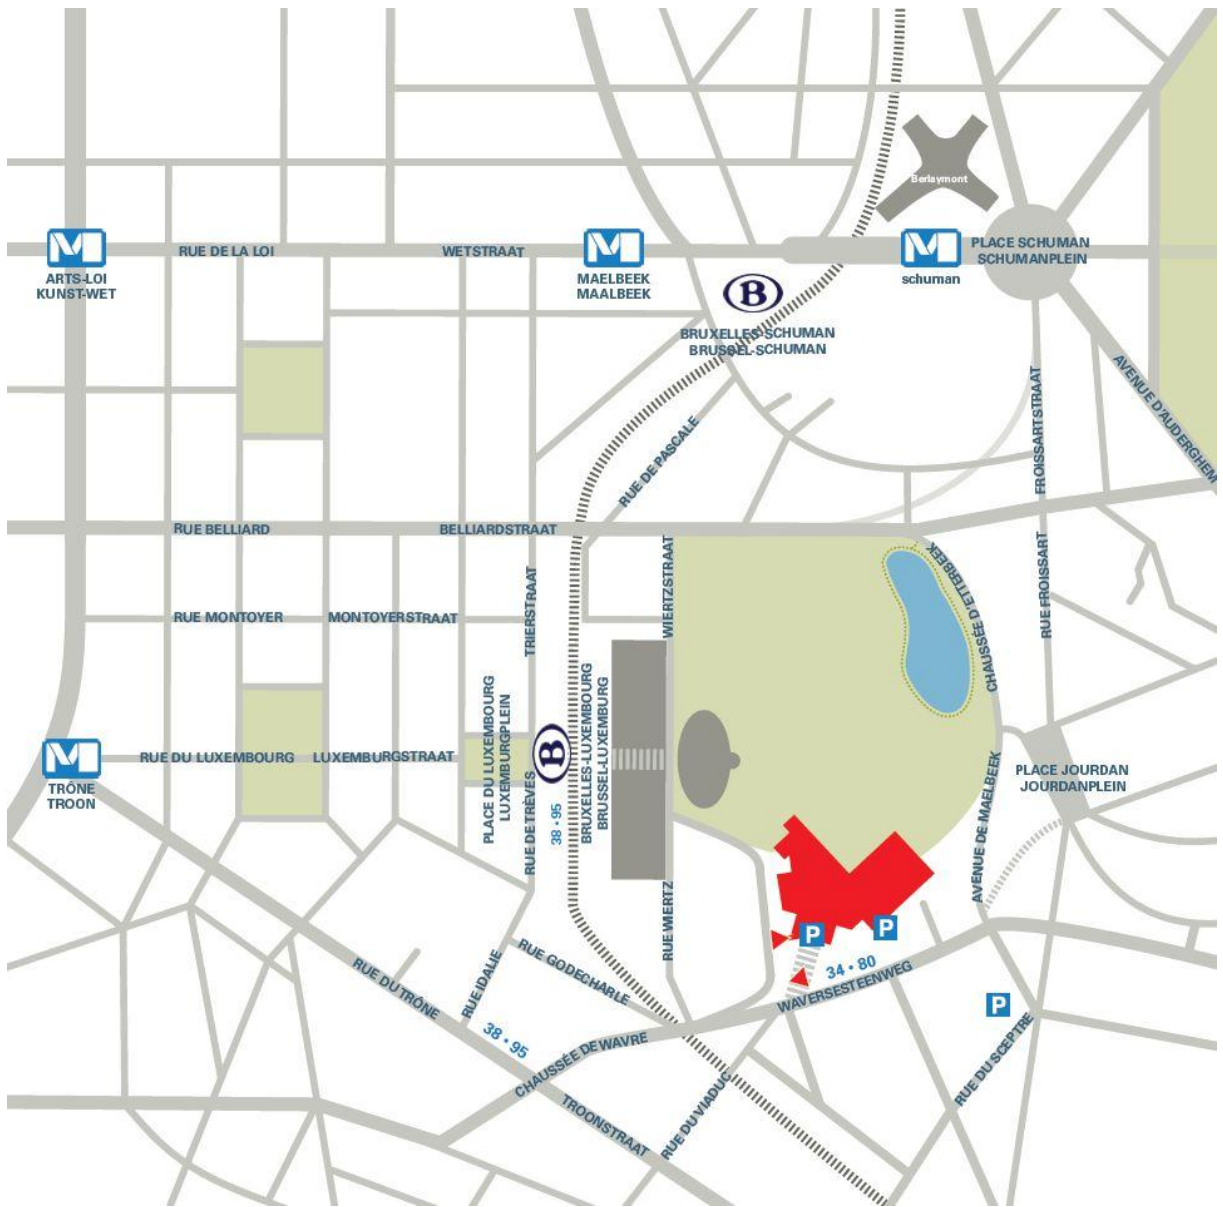 Berlaymont
RUE DE LA LOI
WETSTRAAT
PLACE SCHUMAN
SCHUMANPLEIN
M
ARTS-LOI
KUNST-WET
M
MAELBEEK
MAALBEEK
M
schuman
B
BRUXELLES-SCHUMAN
BRUSSEL-SCHUMAN
AVENUE D'AUDERGHEM
FROISSARTSTRAAT
RUE DE PASCALE
RUE BELLIARD
BELLIARDSTRAAT
RUE FROISSART
CHAUSSÉE D'ETTERBEEK
WIERTZSTRAAT
TRIERSTRAAT
RUE MONTOYER
MONTOYERSTRAAT
PLACE DU LUXEMBOURG
LUXEMBURGPLEIN
B
BRUXELLES-LUXEMBOURG
BRUSSEL-LUXEMBURG
38 • 95
M
TRÔNE
TROON
RUE DU LUXEMBOURG
LUXEMBURGSTRAAT
RUE DE TRÈVES
PLACE JOURDAN
JOURDANPLEIN
AVENUE DE MAELBEEK
RUE WIERTZ
P
P
34 • 80
WAVERSESTEENWEG
RUE GODECHARLE
RUE IDALIE
RUE DU TRÔNE
38 • 95
CHAUSSÉE DE WAVRE
P
RUE DU SCEPTRE
RUE DU VIADUC
TROONSTRAAT